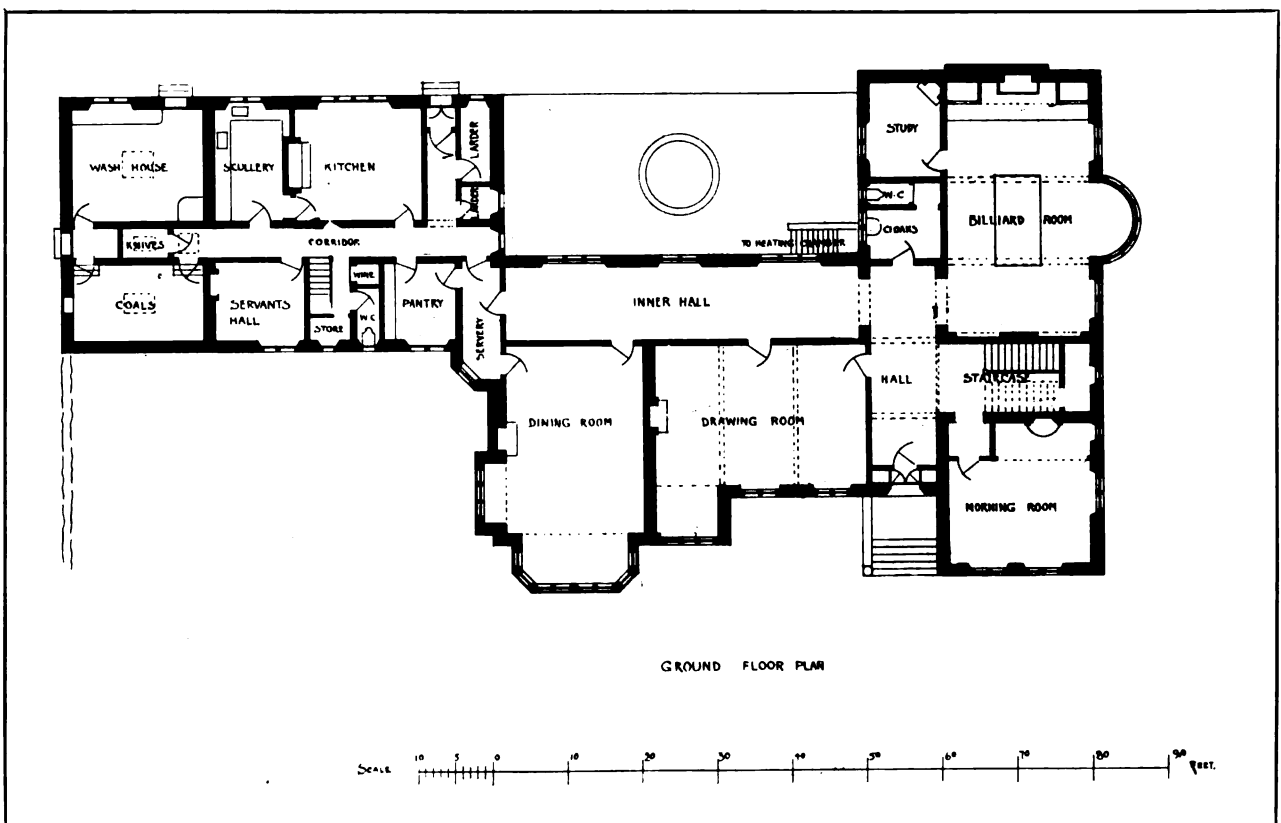 STUDY
WASH HOUSE
SCULLERY
KITCHEN
LARDER
W.C
CLOAKS
BILLIARD ROOM
KNIVES
CORRIDOR
TO HEATING CHAMBER
COALS
SERVANTS
HALL
WINE
W.C
STORE
PANTRY
SERVERY
INNER HALL
HALL
STAIRCASE
DINING ROOM
DRAWING ROOM
MORNING ROOM
GROUND FLOOR PLAN
SCALE 10 5 0 10 20 30 40 50 60 70 80 90 FEET.